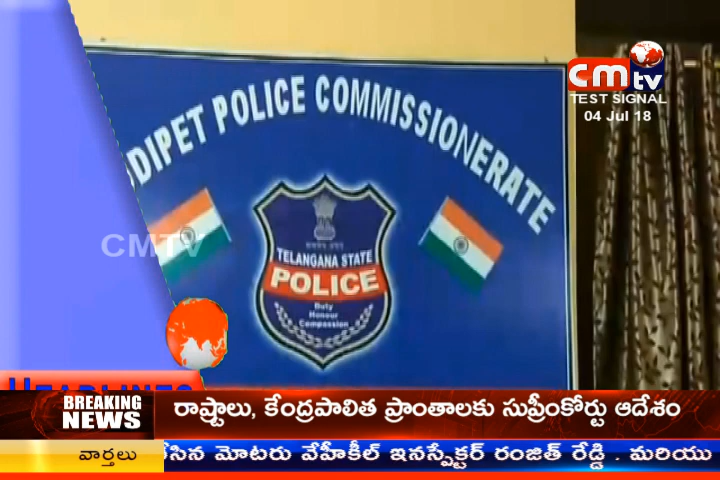 DIPET POLICE COMMISSIONERATE
cmtv
TEST SIGNAL
04 Jul 18
TELANGANA STATE
POLICE
Duty
Honour
Compassion
CMTV
HEADLINES
BREAKING NEWS
రాష్ట్రాలు, కేంద్రపాలిత ప్రాంతాలకు సుప్రీంకోర్టు ఆదేశం
వార్తలు
సిన మోటరు వేహీకీల్ ఇనస్పేక్టర్ రంజిత్ రేడ్డి . మరియు